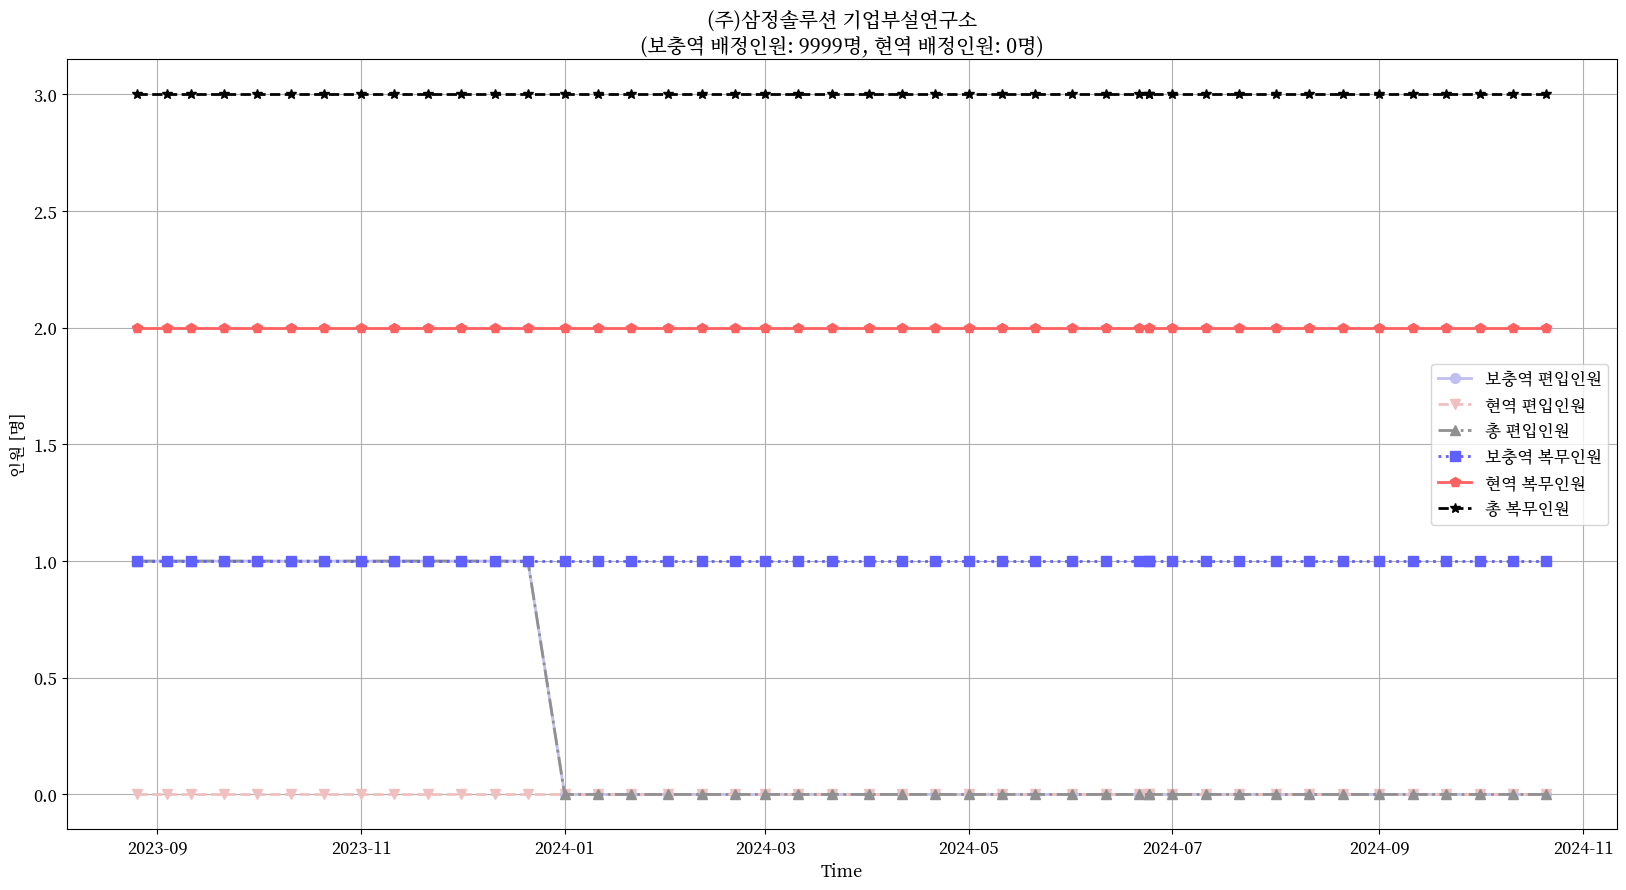 (주)삼정솔루션 기업부설연구소
(보충역 배정인원: 9999명, 현역 배정인원: 0명)
3.0
2.5
2.0
1.5
1.0
0.5
0.0
인원 [명]
보충역 편입인원
현역 편입인원
총 편입인원
보충역 복무인원
현역 복무인원
총 복무인원
2023-09 2023-11 2024-01 2024-03 2024-05 2024-07 2024-09 2024-11
Time